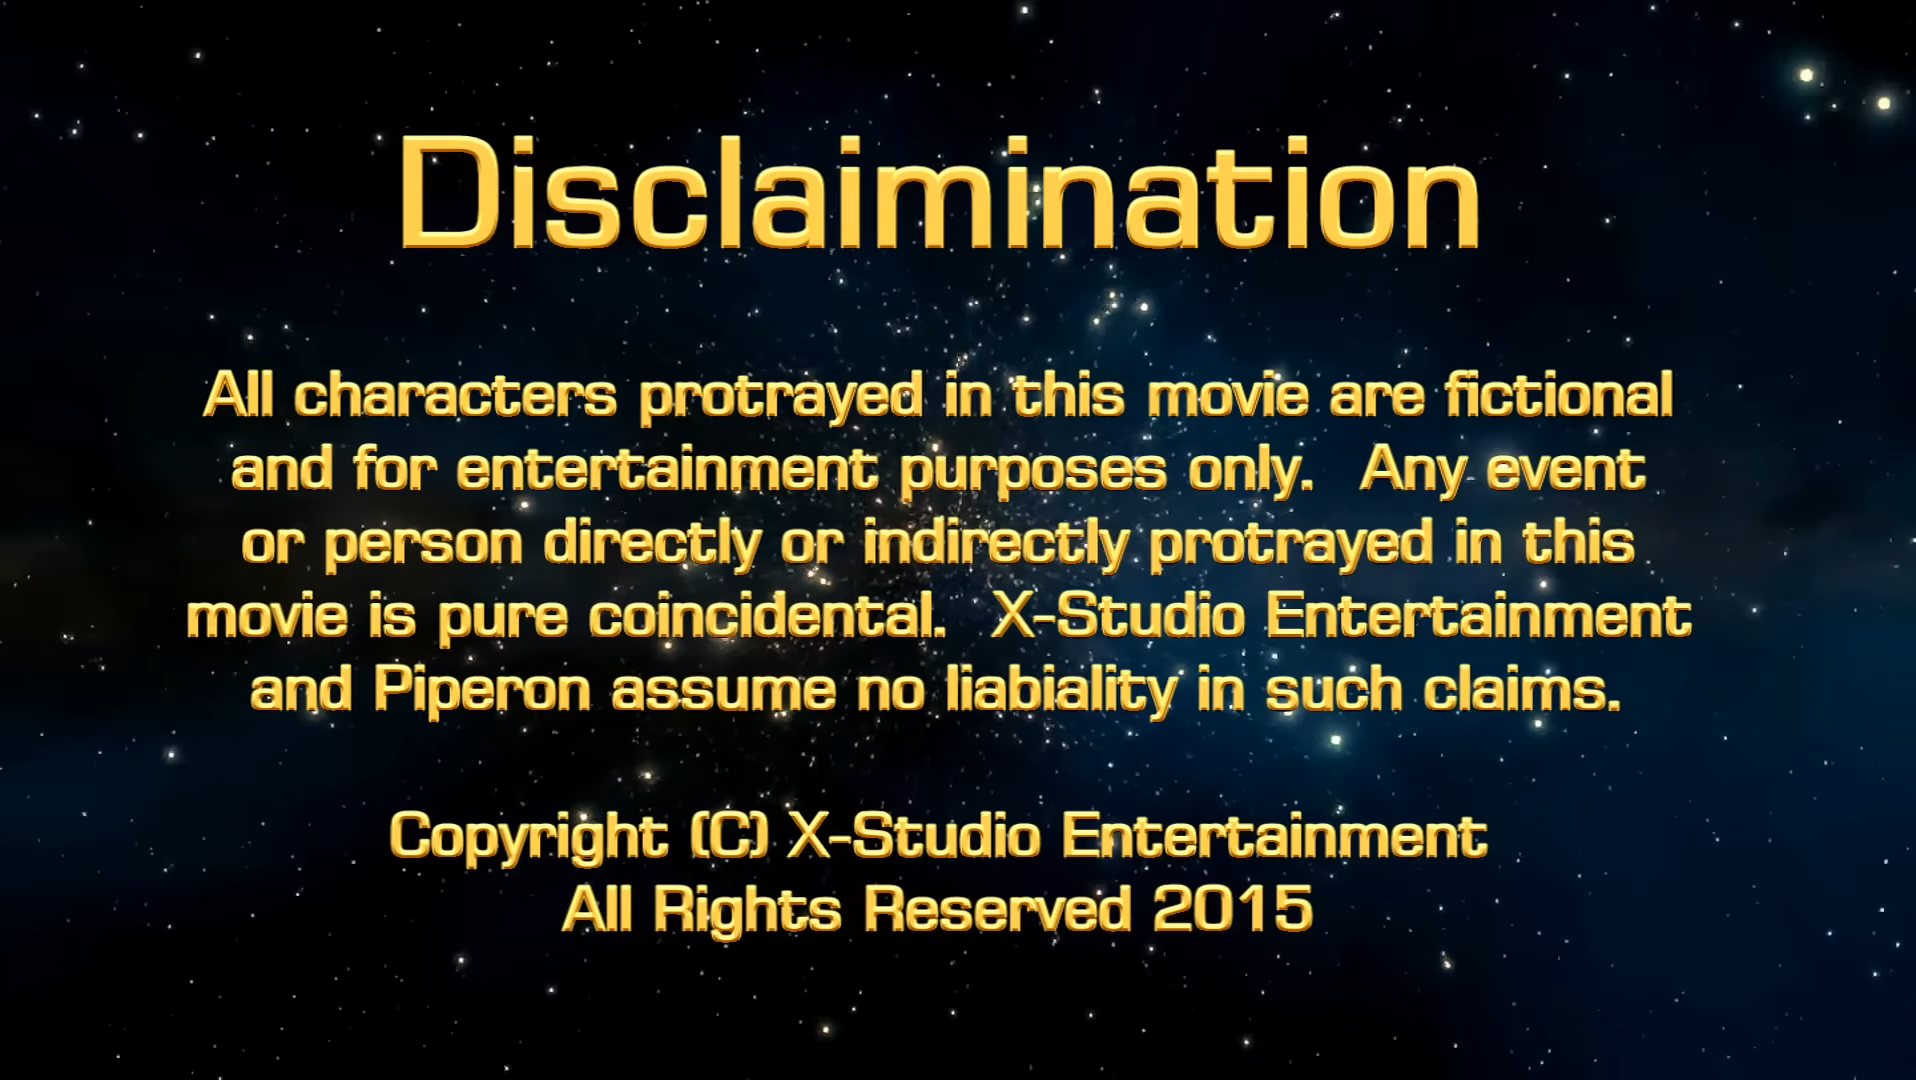 Disclaimination
All characters protrayed in this movie are fictional
and for entertainment purposes only.  Any event
or person directly or indirectly protrayed in this
movie is pure coincidental.  X-Studio Entertainment
and Piperon assume no liabiality in such claims.
Copyright (C) X-Studio Entertainment
All Rights Reserved 2015